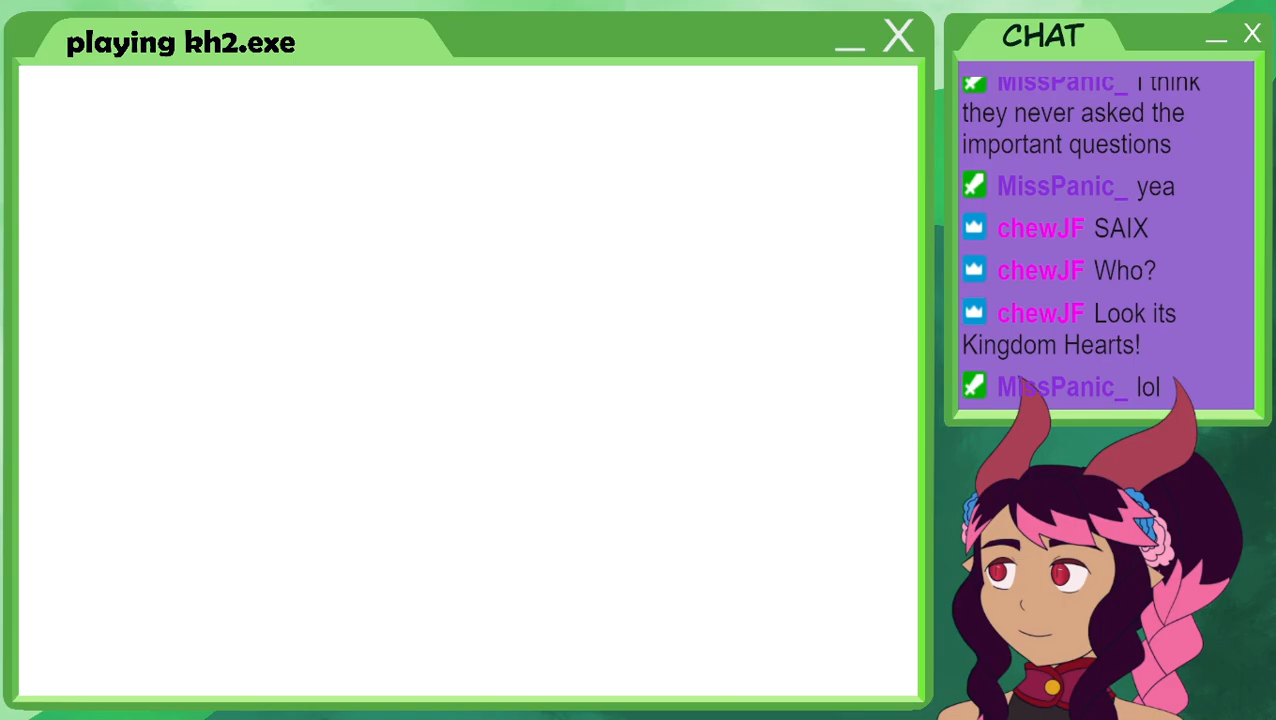 playing kh2.exe
CHAT
MissPanic_ I think
they never asked the
important questions
MissPanic_ yea
chewJF SAIX
chewJF Who?
chewJF Look its
Kingdom Hearts!
MissPanic_ lol